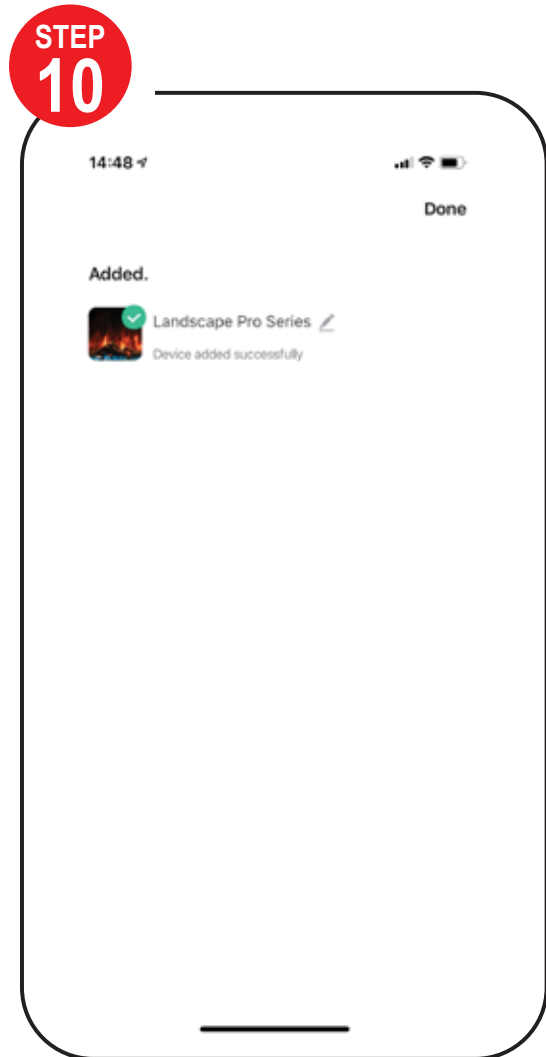 STEP
10
14:48
Done
Added.
Landscape Pro Series
Device added successfully